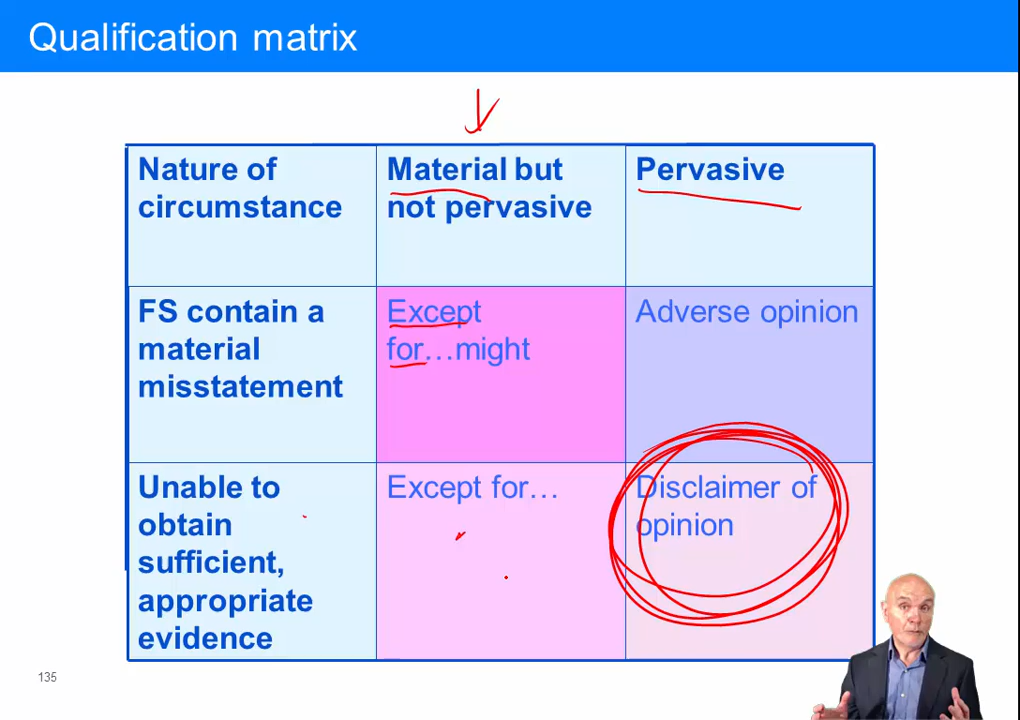 Qualification matrix
Nature of
circumstance
Material but
not pervasive
Pervasive
FS contain a
material
misstatement
Except
for…might
Adverse opinion
Unable to
obtain
sufficient,
appropriate
evidence
Except for…
Disclaimer of
opinion
135